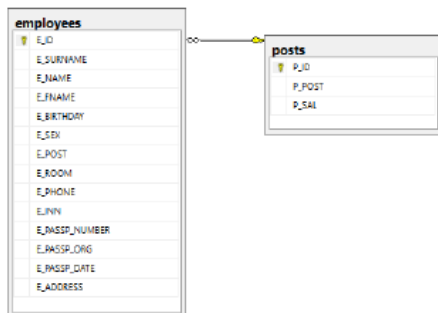 employees
E_ID
E_SURNAME
E_NAME
E_FNAME
E_BIRTHDAY
E_SEX
E_POST
E_ROOM
E_PHONE
E_INN
E_PASSP_NUMBER
E_PASSP_ORG
E_PASSP_DATE
E_ADDRESS
posts
P_ID
P_POST
P_SAL